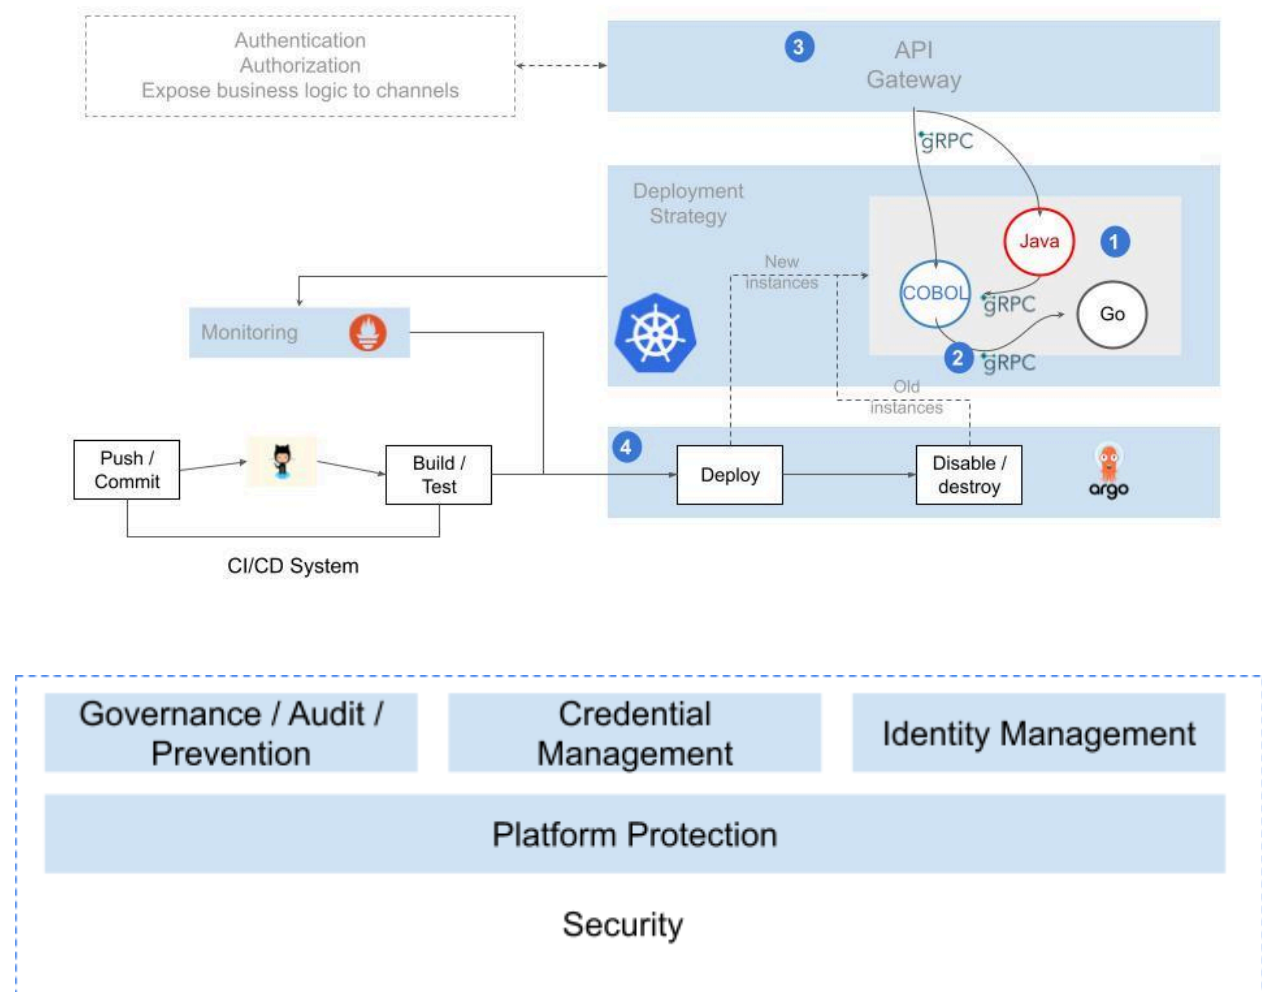 Authentication
Authorization
Expose business logic to channels
3
API
Gateway
gRPC
Deployment
Strategy
Java
1
New
instances
COBOL
gRPC
Go
Monitoring
2
gRPC
Old
instances
4
Push /
Commit
Build /
Test
Deploy
Disable /
destroy
argo
CI/CD System
Governance / Audit /
Prevention
Credential
Management
Identity Management
Platform Protection
Security